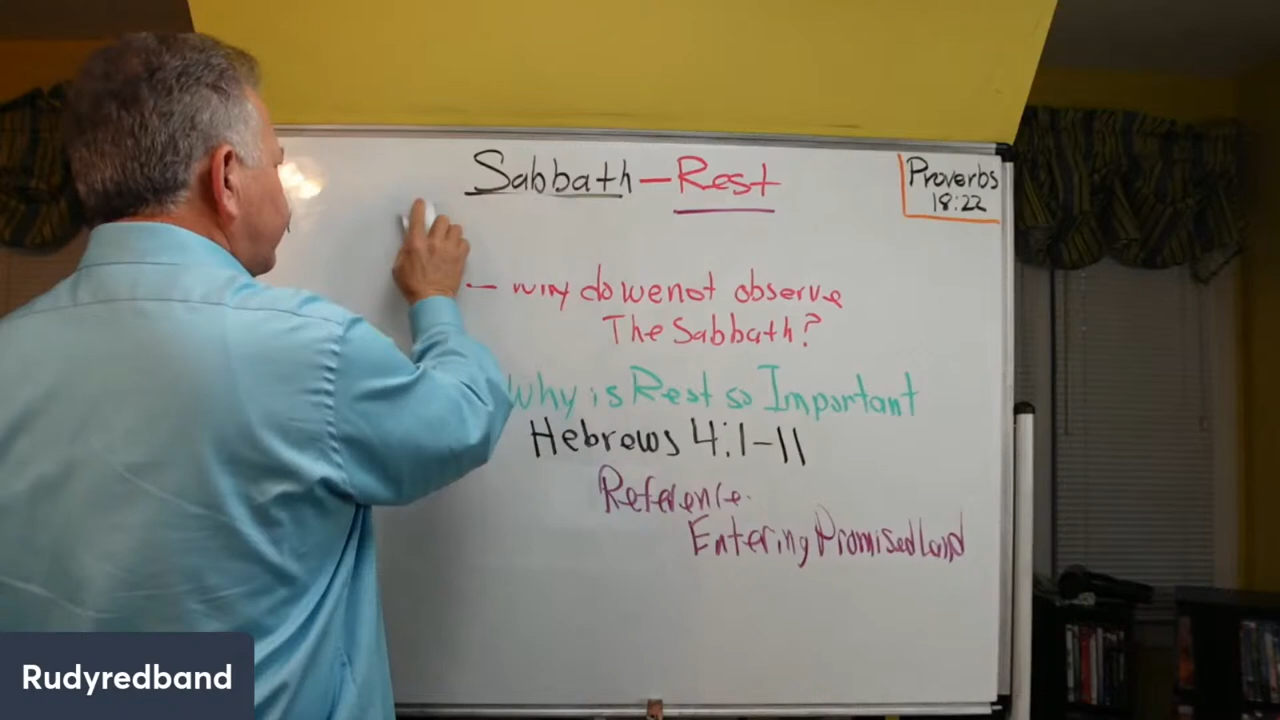 Sabbath - Rest
Proverbs
18:22
- why do we not observe
The Sabbath?
Why is Rest so Important
Hebrews 4:1-11
Reference.
Entering Promised Land
Rudyredband